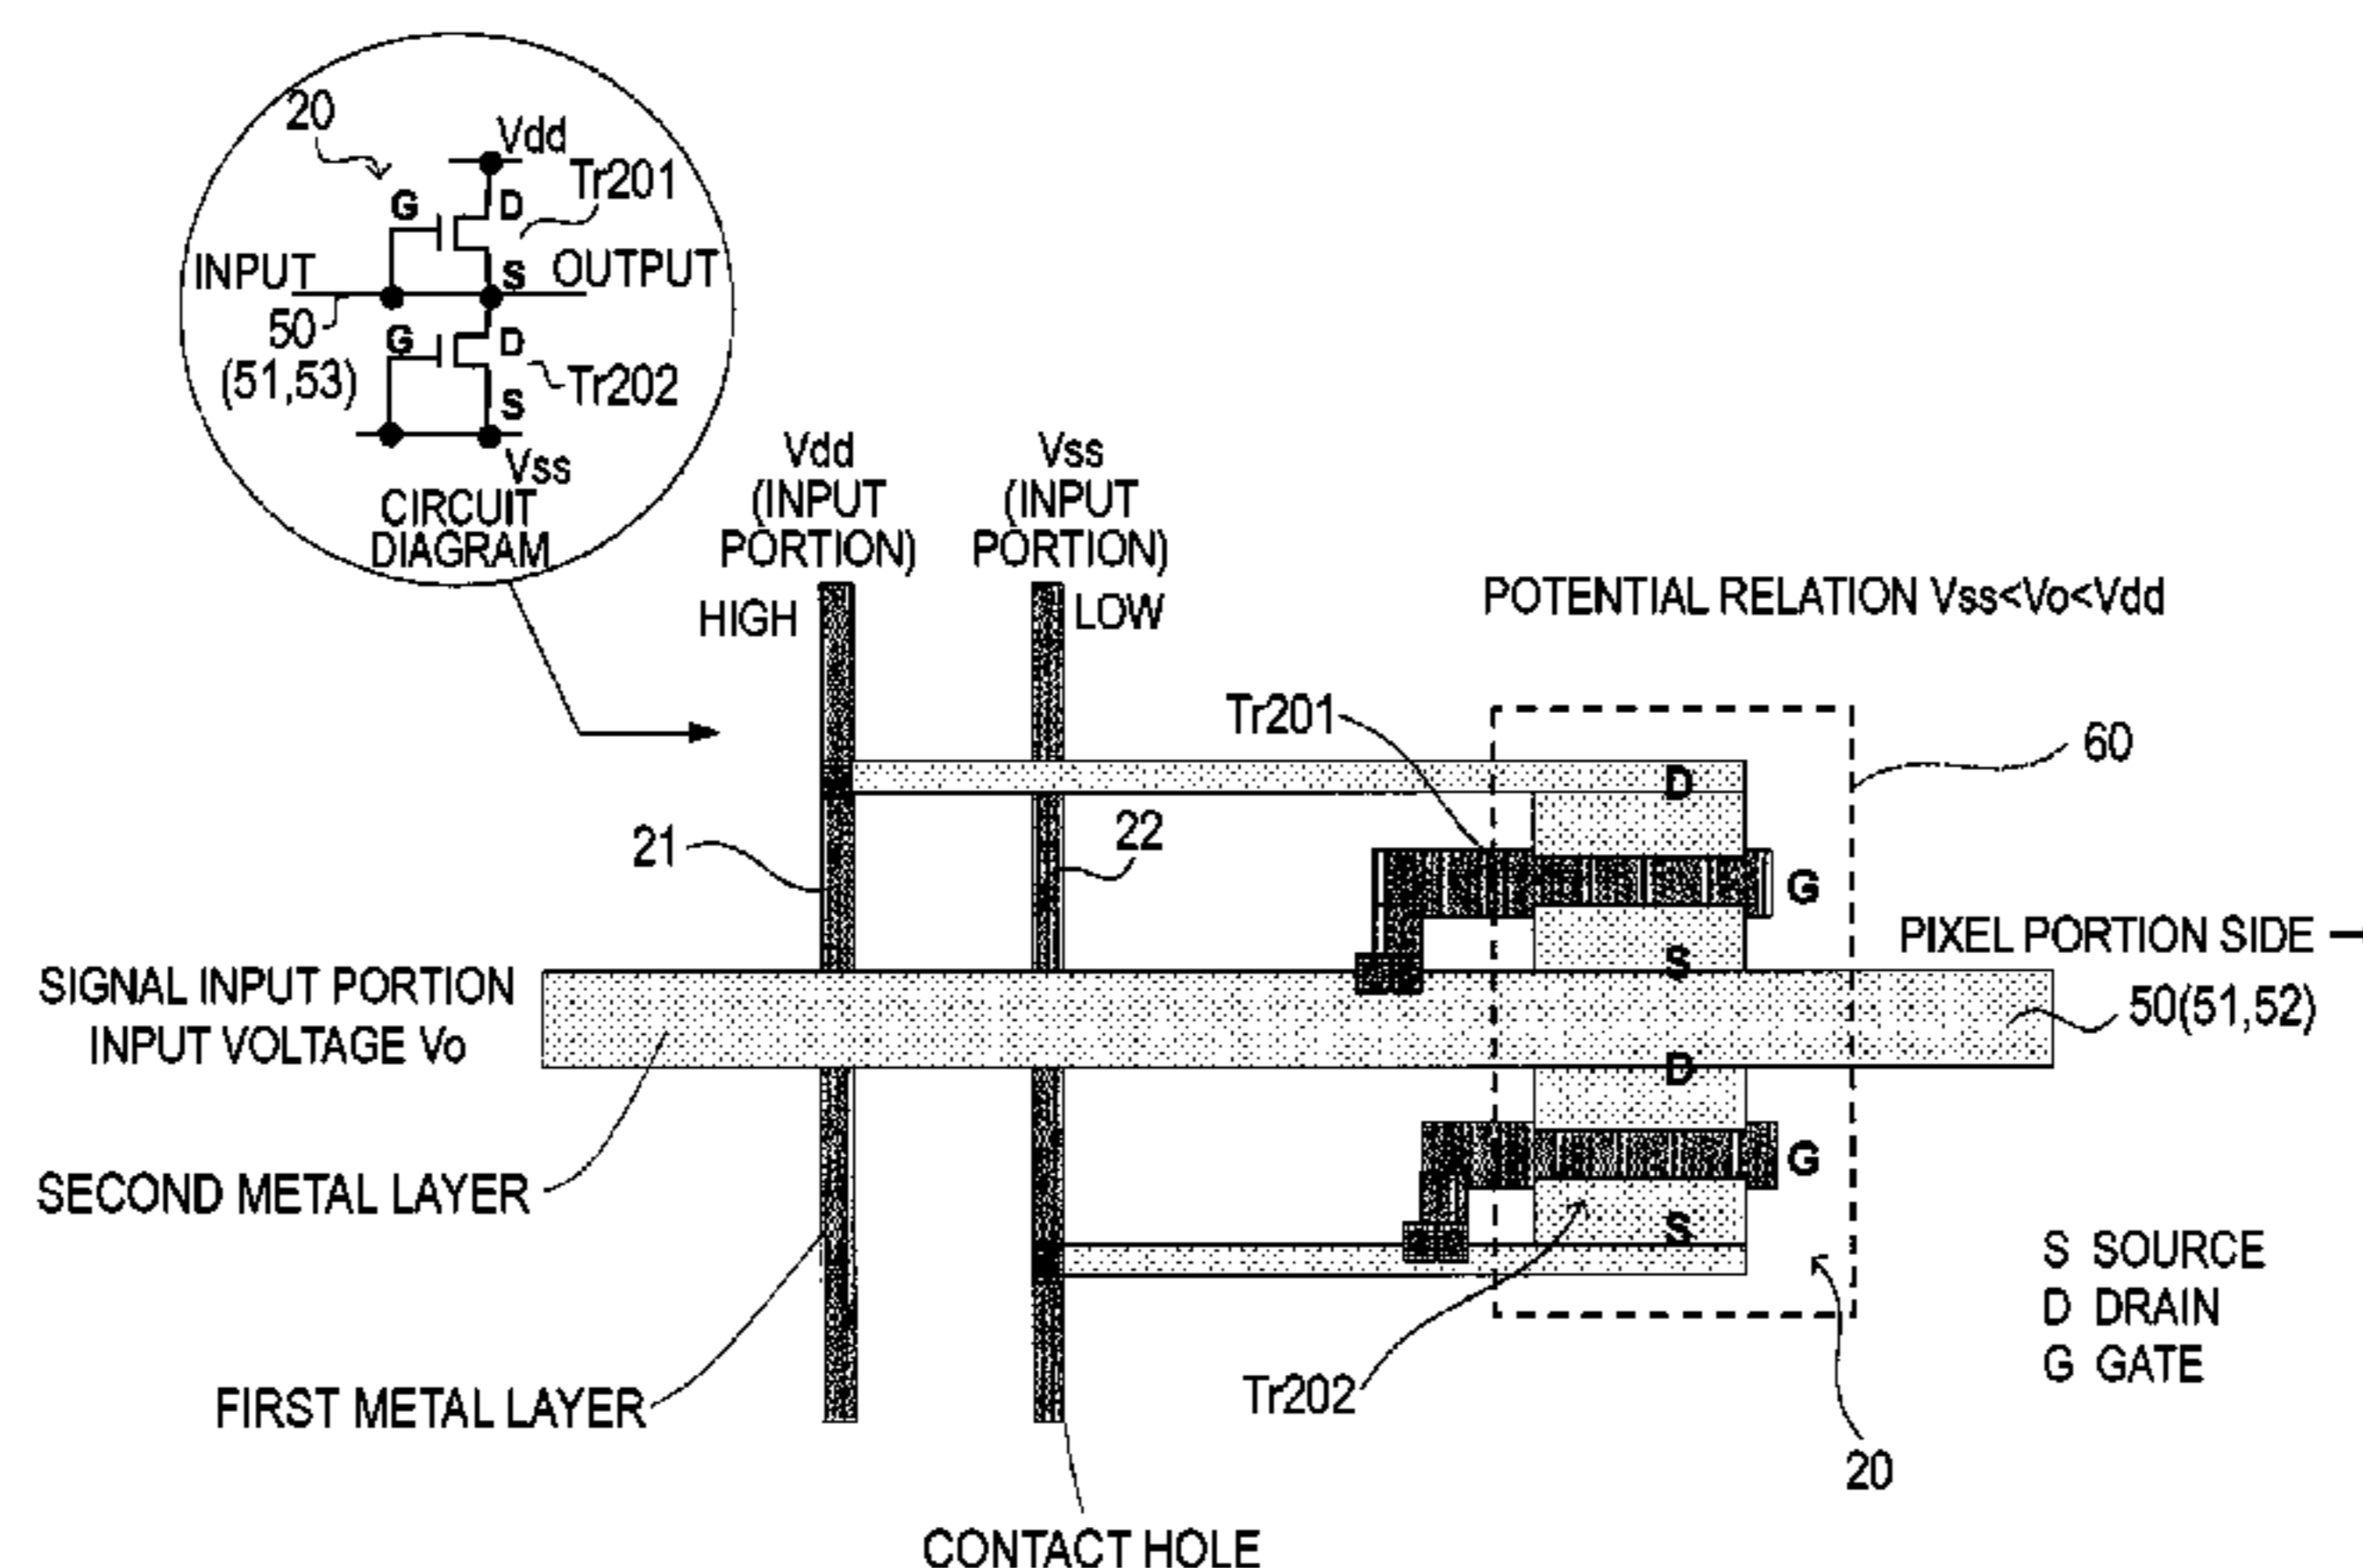 20
Vdd
Tr201
G
D
INPUT
S
OUTPUT
50
(51,53)
G
D
Tr202
S
Vss
CIRCUIT
DIAGRAM
Vdd
(INPUT
PORTION)
HIGH
Vss
(INPUT
PORTION)
LOW
POTENTIAL RELATION Vss<Vo<Vdd
Tr201
60
D
21
22
G
PIXEL PORTION SIDE
S
SIGNAL INPUT PORTION
INPUT VOLTAGE Vo
50(51,52)
D
G
SECOND METAL LAYER
S
S SOURCE
D DRAIN
G GATE
Tr202
FIRST METAL LAYER
20
CONTACT HOLE